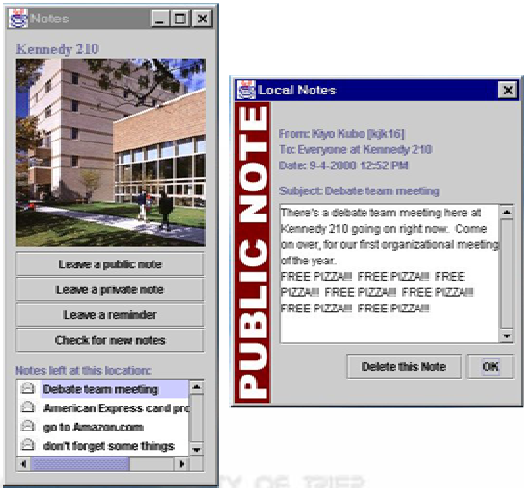 Notes
Kennedy 210
Leave a public note
Leave a private note
Leave a reminder
Check for new notes
Notes left at this location:
Debate team meeting
American Express card pro
go to Amazon.com
don't forget some things
Local Notes
PUBLIC NOTE
From: Kiyo Kubo [kjk16]
To: Everyone at Kennedy 210
Date: 9-4-2000 12:52 PM
Subject: Debate team meeting
There's a debate team meeting here at
Kennedy 210 going on right now. Come
on over, for our first organizational meeting
of the year.
FREE PIZZA!!! FREE PIZZA!!! FREE
PIZZA!!! FREE PIZZA!!! FREE PIZZA!!!
FREE PIZZA!!! FREE PIZZA!!!
Delete this Note
OK
OF TRIER